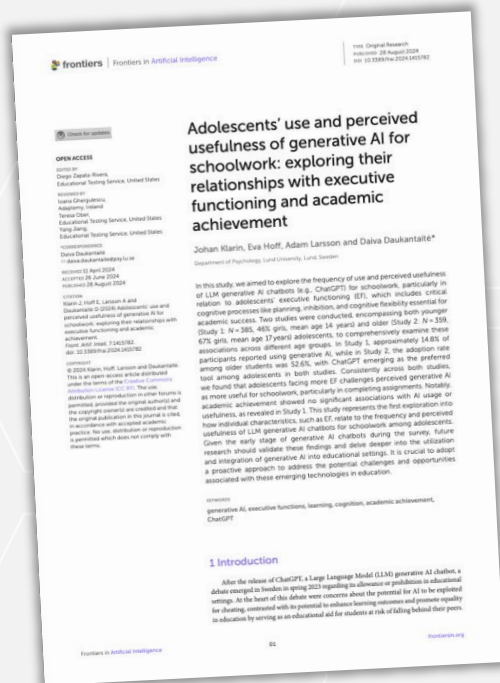 frontiers | Frontiers in Artificial Intelligence
TYPE Original Research
PUBLISHED 28 August 2024
DOI 10.3389/frai.2024.1415782
Check for updates
OPEN ACCESS
EDITED BY
Diego Zapata-Rivera,
Educational Testing Service, United States
REVIEWED BY
Ioana Ghergulescu,
Adaptemy, Ireland
Teresa Ober,
Educational Testing Service, United States
Yang Jiang,
Educational Testing Service, United States
*CORRESPONDENCE
Daiva Daukantaitė
daiva.daukantaite@psy.lu.se
RECEIVED 11 April 2024
ACCEPTED 26 June 2024
PUBLISHED 28 August 2024
CITATION
Klarin J, Hoff E, Larsson A and
Daukantaitė D (2024) Adolescents' use and
perceived usefulness of generative AI for
schoolwork: exploring their relationships with
executive functioning and academic
achievement.
Front. Artif. Intell. 7:1415782.
doi: 10.3389/frai.2024.1415782
COPYRIGHT
© 2024 Klarin, Hoff, Larsson and Daukantaitė.
This is an open-access article distributed
under the terms of the Creative Commons
Attribution License (CC BY). The use,
distribution or reproduction in other forums is
permitted, provided the original author(s) and
the copyright owner(s) are credited and that
the original publication in this journal is cited,
in accordance with accepted academic
practice. No use, distribution or reproduction
is permitted which does not comply with
these terms.
Adolescents' use and perceived
usefulness of generative AI for
schoolwork: exploring their
relationships with executive
functioning and academic
achievement
Johan Klarin, Eva Hoff, Adam Larsson and Daiva Daukantaitė*
Department of Psychology, Lund University, Lund, Sweden
In this study, we aimed to explore the frequency of use and perceived usefulness
of LLM generative AI chatbots (e.g., ChatGPT) for schoolwork, particularly in
relation to adolescents' executive functioning (EF), which includes critical
cognitive processes like planning, inhibition, and cognitive flexibility essential for
academic success. Two studies were conducted, encompassing both younger
(Study 1: N = 385, 46% girls, mean age 14 years) and older (Study 2: N = 359,
67% girls, mean age 17 years) adolescents, to comprehensively examine these
associations across different age groups. In Study 1, approximately 14.8% of
participants reported using generative AI, while in Study 2, the adoption rate
among older students was 52.6%, with ChatGPT emerging as the preferred
tool among adolescents in both studies. Consistently across both studies,
we found that adolescents facing more EF challenges perceived generative AI
as more useful for schoolwork, particularly in completing assignments. Notably,
academic achievement showed no significant associations with AI usage or
usefulness, as revealed in Study 1. This study represents the first exploration into
how individual characteristics, such as EF, relate to the frequency and perceived
usefulness of LLM generative AI chatbots for schoolwork among adolescents.
Given the early stage of generative AI chatbots during the survey, future
research should validate these findings and delve deeper into the utilization
and integration of generative AI into educational settings. It is crucial to adopt
a proactive approach to address the potential challenges and opportunities
associated with these emerging technologies in education.
KEYWORDS
generative AI, executive functions, learning, cognition, academic achievement,
ChatGPT
1 Introduction
After the release of ChatGPT, a Large Language Model (LLM) generative AI chatbot, a
debate emerged in Sweden in spring 2023 regarding its allowance or prohibition in educational
settings. At the heart of this debate were concerns about the potential for AI to be exploited
for cheating, contrasted with its potential to enhance learning outcomes and promote equality
in education by serving as an educational aid for students at risk of falling behind their peers.
Frontiers in Artificial Intelligence
01
frontiersin.org